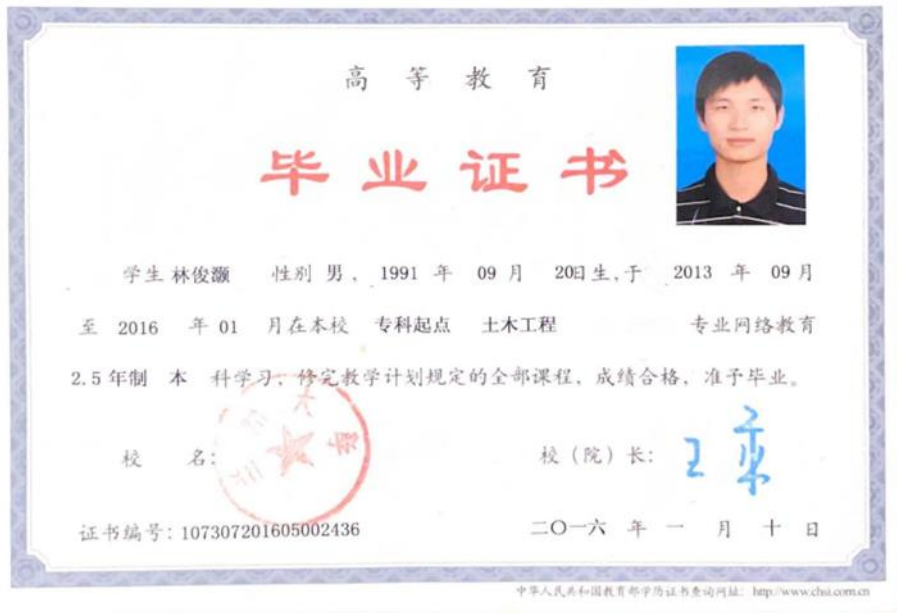 高等教育
毕业证书
学生 林俊灏 性别 男，1991 年 09 月 20日生，于 2013 年 09 月
至 2016 年 01 月在本校 专科起点 土木工程 专业网络教育
2.5 年制 本 科学习，修完教学计划规定的全部课程，成绩合格，准予毕业。
校 名： 校（院）长：
证书编号：107307201605002436 二〇一六 年 一 月 十 日
中华人民共和国教育部学历证书查询网址：http://www.chsi.com.cn